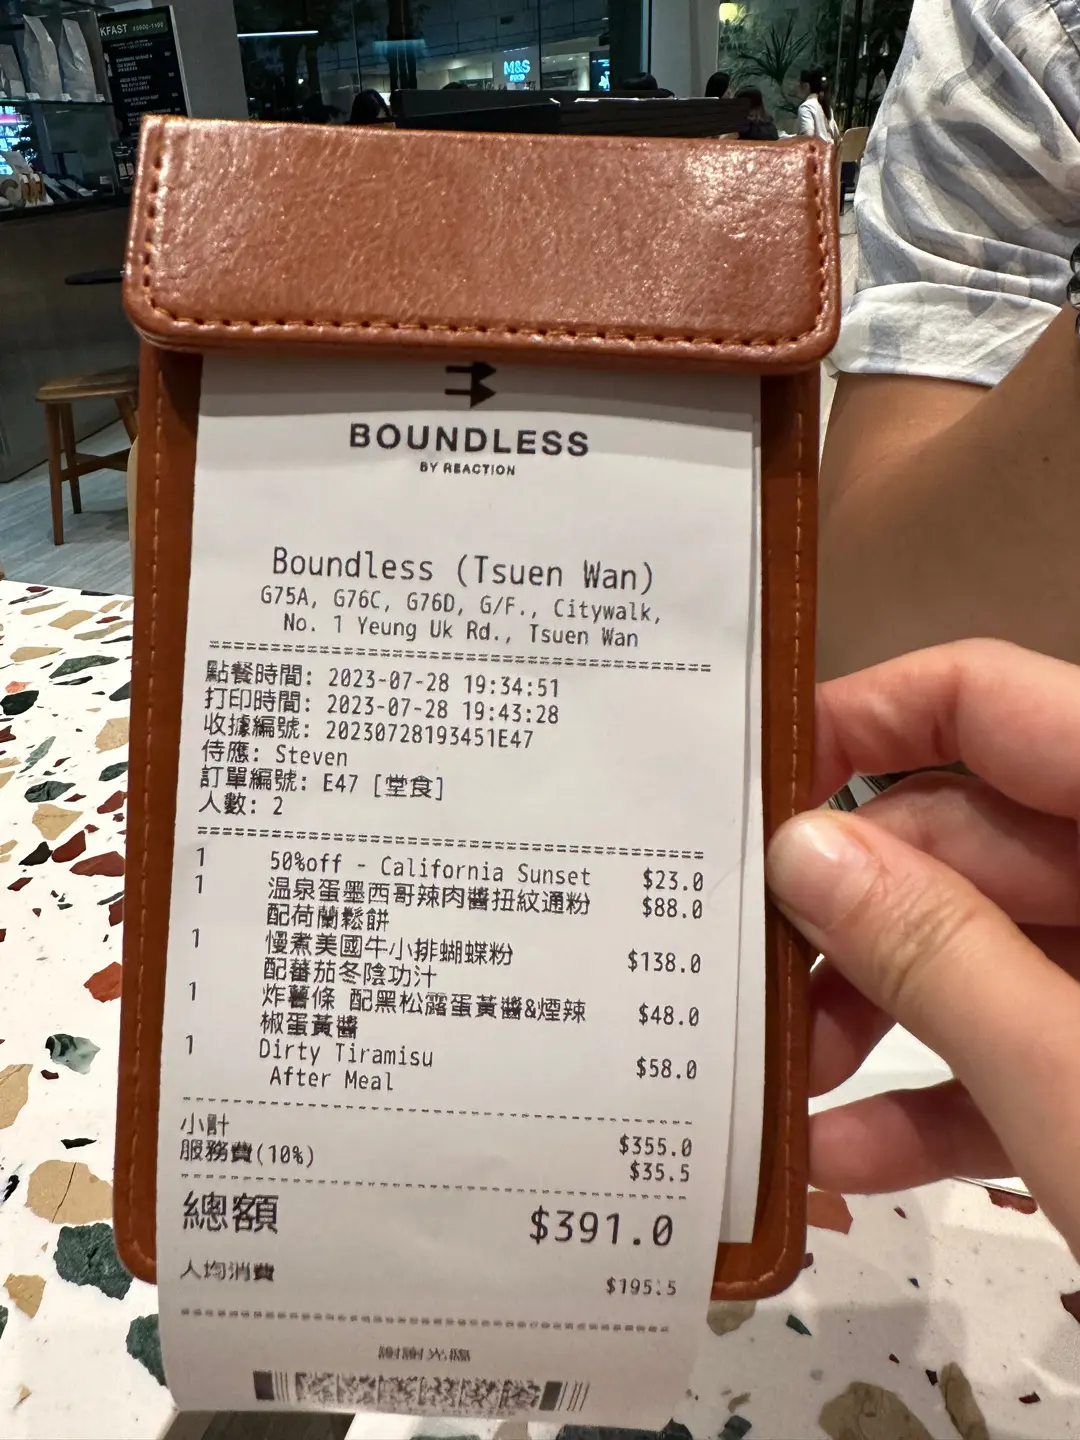 M&S
FOOD
BOUNDLESS
BY REACTION
Boundless (Tsuen Wan)
G75A, G76C, G76D, G/F., Citywalk,
No. 1 Yeung Uk Rd., Tsuen Wan
點餐時間: 2023-07-28 19:34:51
打印時間: 2023-07-28 19:43:28
收據編號: 20230728193451E47
侍應: Steven
訂單編號: E47 [堂食]
人數: 2
1 50%off - California Sunset $23.0
1 温泉蛋墨西哥辣肉醬扭紋通粉 $88.0
配荷蘭鬆餅
1 慢煮美國牛小排蝴蝶粉 $138.0
配蕃茄冬陰功汁
1 炸薯條 配黑松露蛋黃醬&煙辣 $48.0
椒蛋黃醬
1 Dirty Tiramisu $58.0
After Meal
小計 $355.0
服務費(10%) $35.5
總額 $391.0
人均消費 $195.5